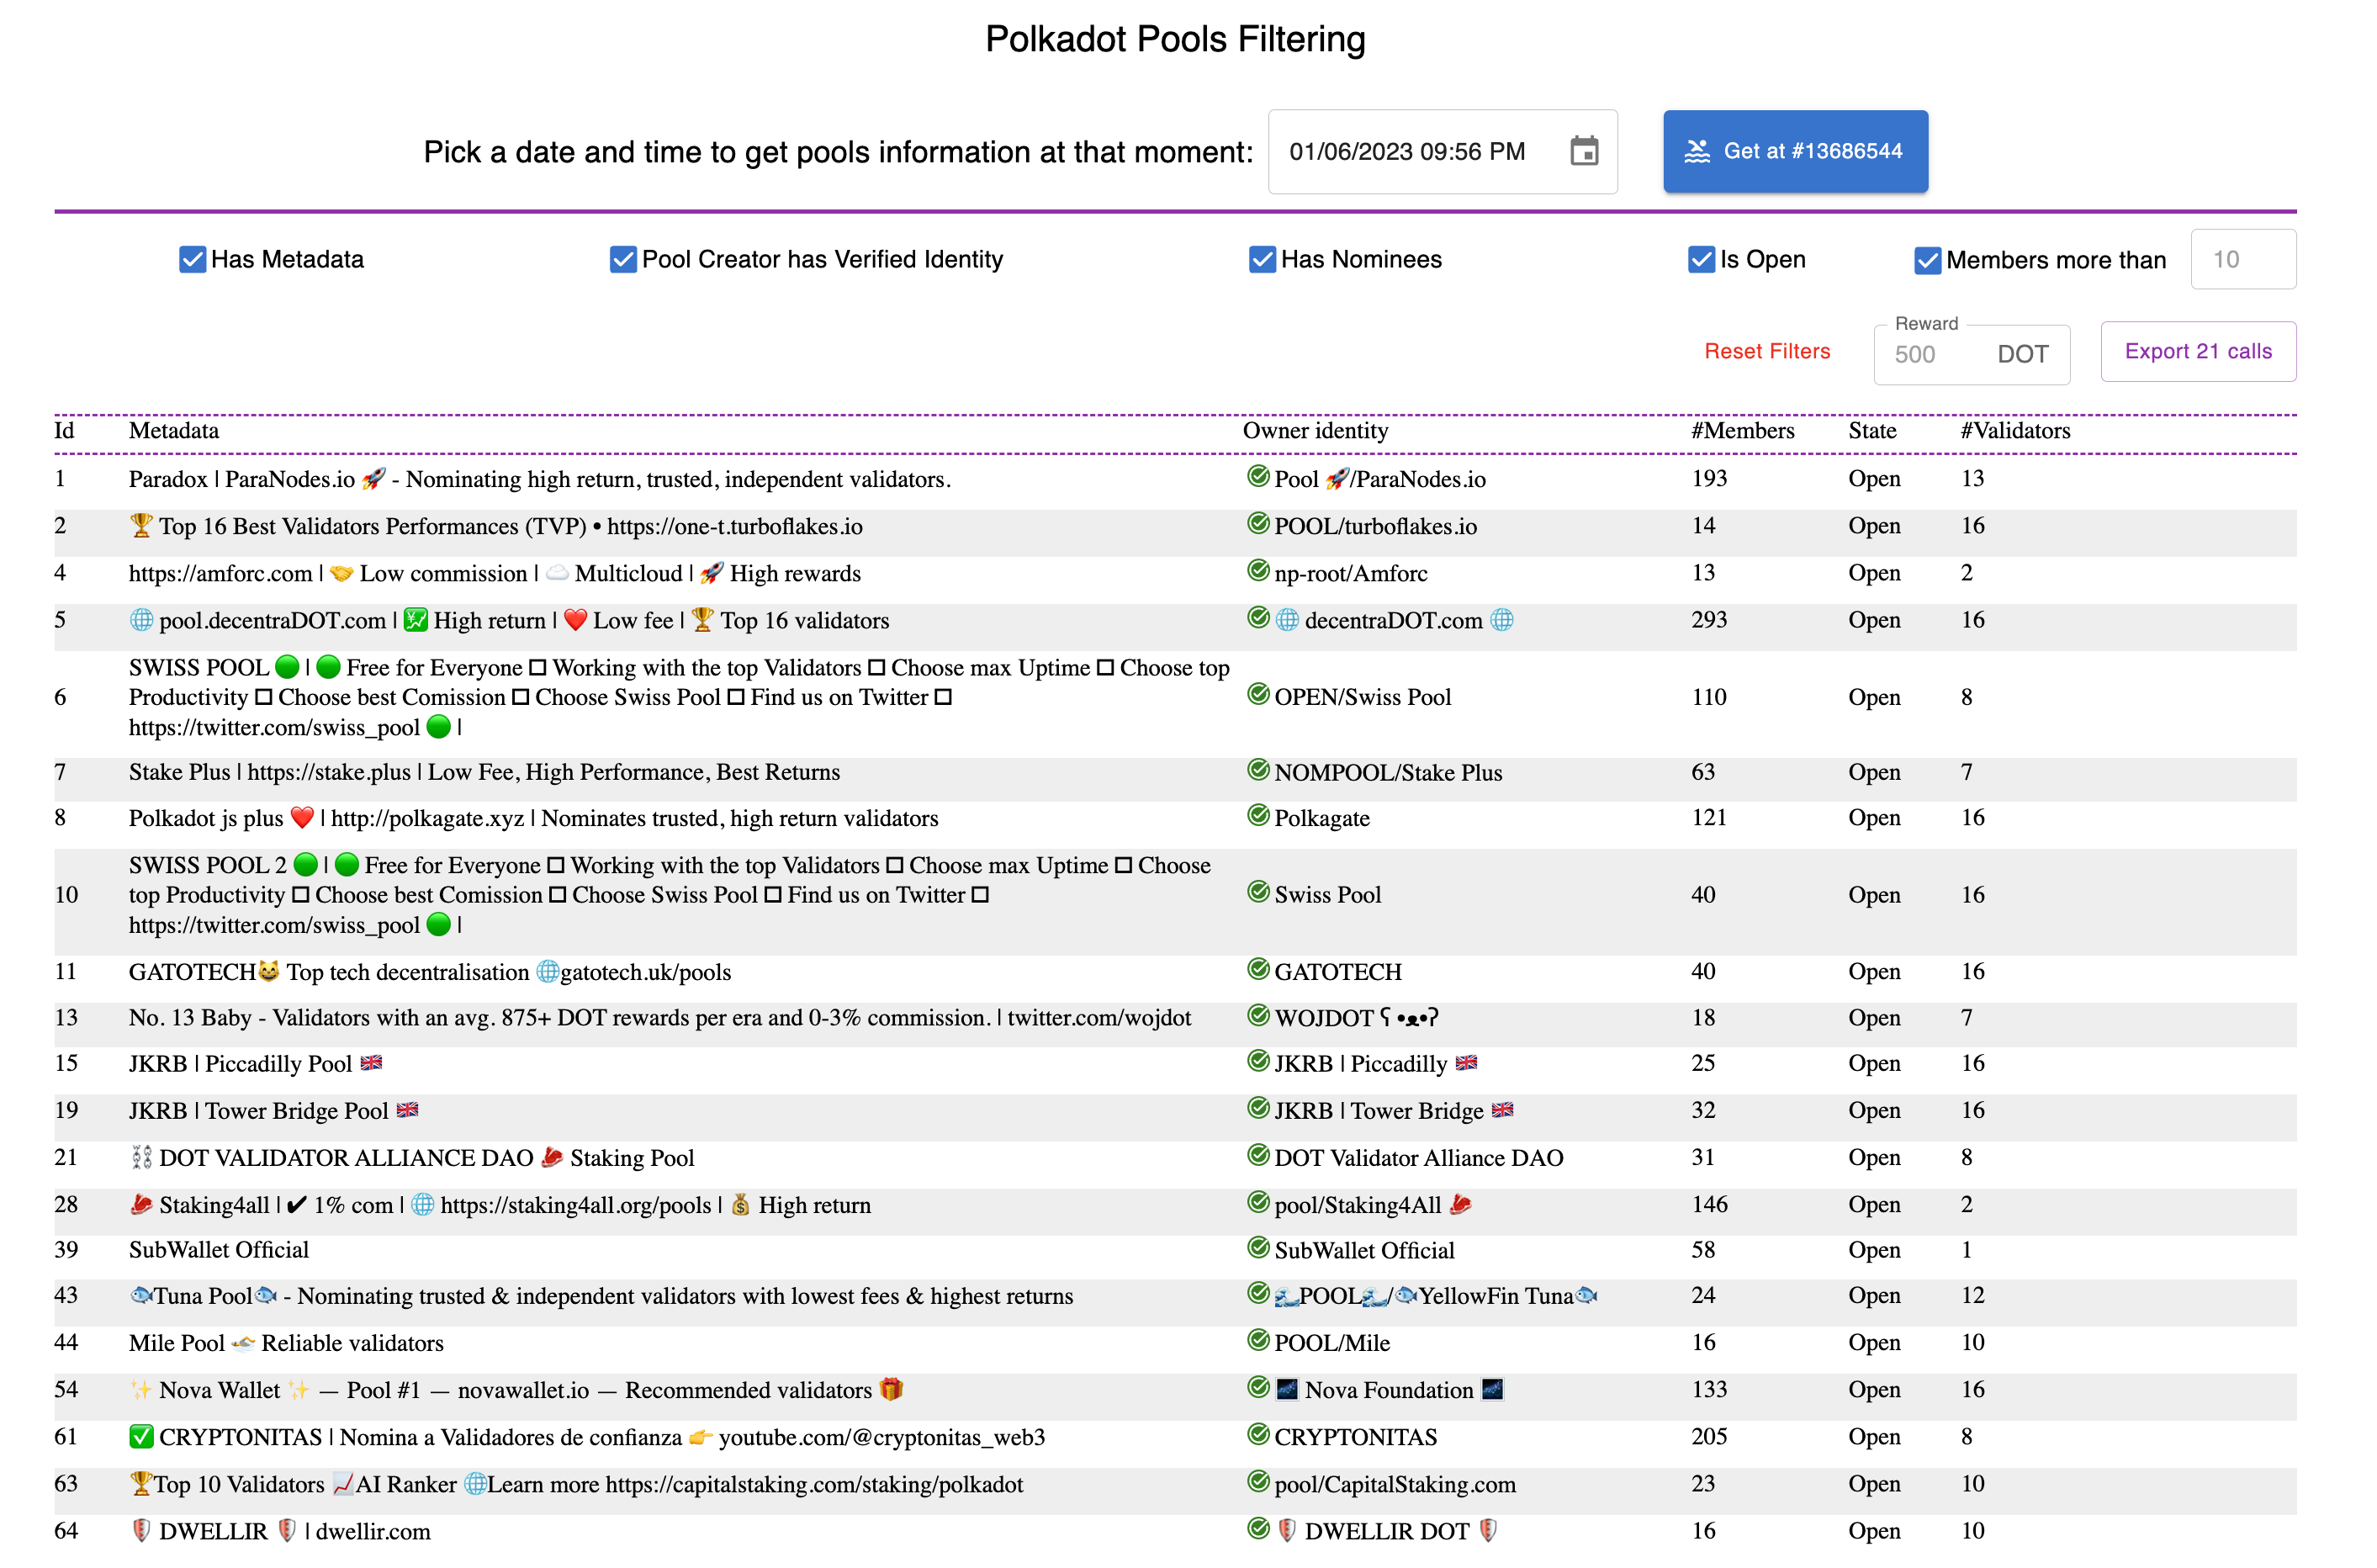 Polkadot Pools Filtering
Pick a date and time to get pools information at that moment: 01/06/2023 09:56 PM Get at #13686544
Has Metadata Pool Creator has Verified Identity Has Nominees Is Open Members more than 10
Reward
Reset Filters 500 DOT Export 21 calls
Id Metadata Owner identity #Members State #Validators
1 Paradox | ParaNodes.io 🚀 - Nominating high return, trusted, independent validators. Pool 🚀/ParaNodes.io 193 Open 13
2 🏆 Top 16 Best Validators Performances (TVP) • https://one-t.turboflakes.io POOL/turboflakes.io 14 Open 16
4 https://amforc.com | 🤝 Low commission | ☁️ Multicloud | 🚀 High rewards np-root/Amforc 13 Open 2
5 🌐 pool.decentraDOT.com | 💹 High return | ❤️ Low fee | 🏆 Top 16 validators 🌐 decentraDOT.com 🌐 293 Open 16
SWISS POOL 🟢 | 🟢 Free for Everyone □ Working with the top Validators □ Choose max Uptime □ Choose top
6 Productivity □ Choose best Comission □ Choose Swiss Pool □ Find us on Twitter □ OPEN/Swiss Pool 110 Open 8
https://twitter.com/swiss_pool 🟢 |
7 Stake Plus | https://stake.plus | Low Fee, High Performance, Best Returns NOMPOOL/Stake Plus 63 Open 7
8 Polkadot js plus ❤️ | http://polkagate.xyz | Nominates trusted, high return validators Polkagate 121 Open 16
SWISS POOL 2 🟢 | 🟢 Free for Everyone □ Working with the top Validators □ Choose max Uptime □ Choose
10 top Productivity □ Choose best Comission □ Choose Swiss Pool □ Find us on Twitter □ Swiss Pool 40 Open 16
https://twitter.com/swiss_pool 🟢 |
11 GATOTECH😺 Top tech decentralisation 🌐gatotech.uk/pools GATOTECH 40 Open 16
13 No. 13 Baby - Validators with an avg. 875+ DOT rewards per era and 0-3% commission. | twitter.com/wojdot WOJDOT ʕ •ᴥ•ʔ 18 Open 7
15 JKRB | Piccadilly Pool 🇬🇧 JKRB | Piccadilly 🇬🇧 25 Open 16
19 JKRB | Tower Bridge Pool 🇬🇧 JKRB | Tower Bridge 🇬🇧 32 Open 16
21 ⛓️ DOT VALIDATOR ALLIANCE DAO 🥩 Staking Pool DOT Validator Alliance DAO 31 Open 8
28 🥩 Staking4all | ✔ 1% com | 🌐 https://staking4all.org/pools | 💰 High return pool/Staking4All 🥩 146 Open 2
39 SubWallet Official SubWallet Official 58 Open 1
43 🐟Tuna Pool🐟 - Nominating trusted & independent validators with lowest fees & highest returns 🌊POOL🌊/🐟YellowFin Tuna🐟 24 Open 12
44 Mile Pool 🏊 Reliable validators POOL/Mile 16 Open 10
54 ✨ Nova Wallet ✨ — Pool #1 — novawallet.io — Recommended validators 🎁 🌌 Nova Foundation 🌌 133 Open 16
61 ✅ CRYPTONITAS | Nomina a Validadores de confianza 👉 youtube.com/@cryptonitas_web3 CRYPTONITAS 205 Open 8
63 🏆Top 10 Validators 📈AI Ranker 🌐Learn more https://capitalstaking.com/staking/polkadot pool/CapitalStaking.com 23 Open 10
64 🛡️ DWELLIR 🛡️ | dwellir.com 🛡️ DWELLIR DOT 🛡️ 16 Open 10